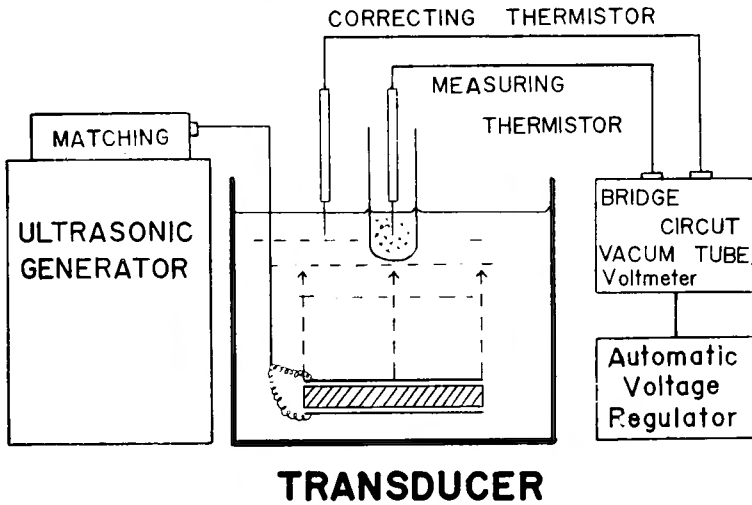 CORRECTING THERMISTOR
MEASURING
THERMISTOR
MATCHING
ULTRASONIC
GENERATOR
BRIDGE
CIRCUT
VACUM TUBE
Voltmeter
Automatic
Voltage
Regulator
TRANSDUCER